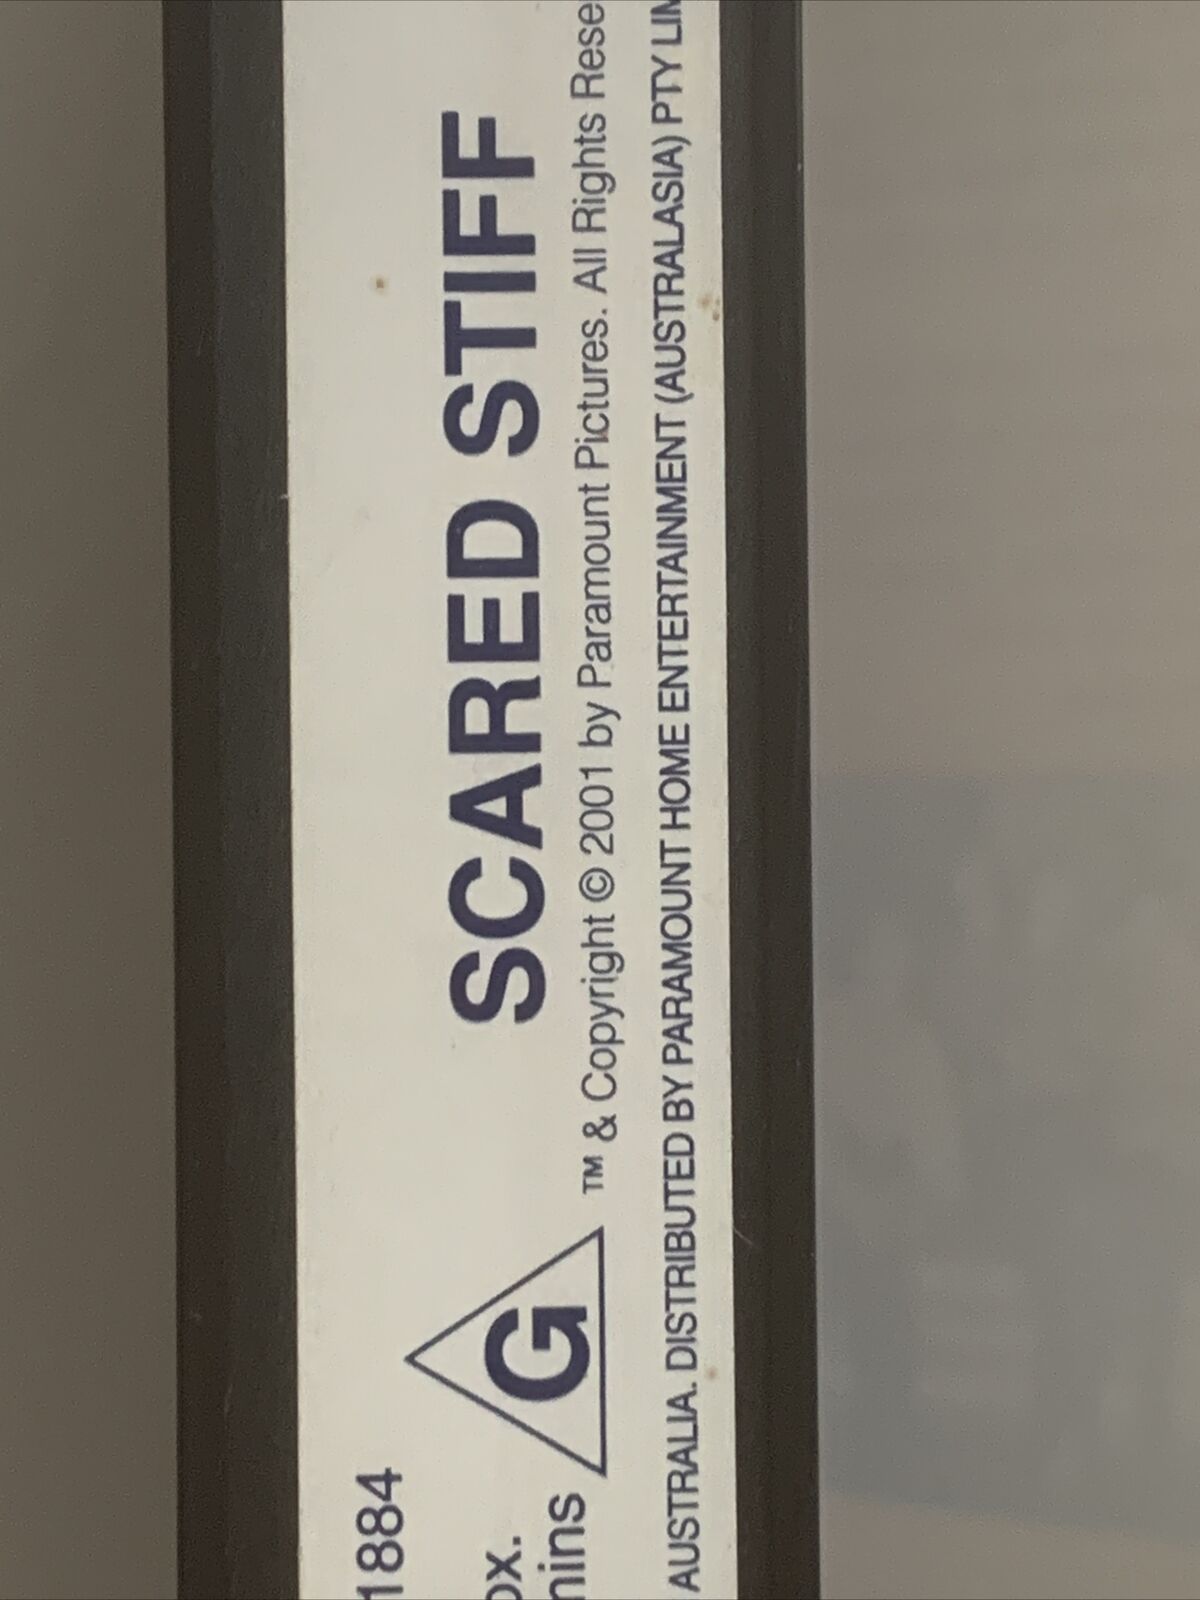 1884
SCARED STIFF
G
™ & Copyright © 2001 by Paramount Pictures. All Rights Rese
AUSTRALIA. DISTRIBUTED BY PARAMOUNT HOME ENTERTAINMENT (AUSTRALASIA) PTY LIM
ox.
mins